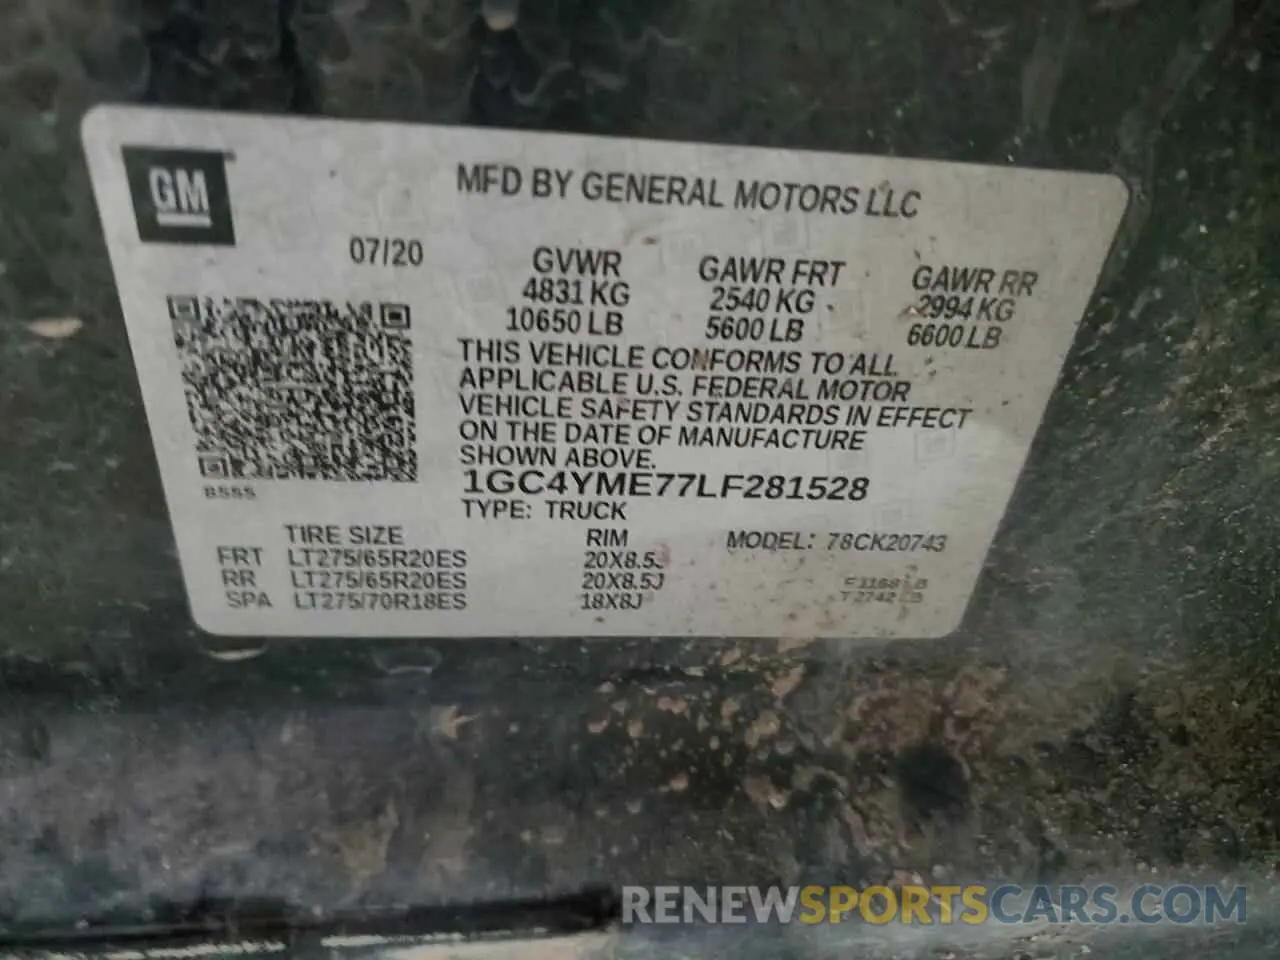 GM
MFD BY GENERAL MOTORS LLC
07/20
GVWR GAWR FRT GAWR RR
4831 KG 2540 KG 2994 KG
10650 LB 5600 LB 6600 LB
THIS VEHICLE CONFORMS TO ALL
APPLICABLE U.S. FEDERAL MOTOR
VEHICLE SAFETY STANDARDS IN EFFECT
ON THE DATE OF MANUFACTURE
SHOWN ABOVE.
1GC4YME77LF281528
TYPE: TRUCK
TIRE SIZE RIM MODEL: 78CK20743
FRT LT275/65R20ES 20X8.5J
RR LT275/65R20ES 20X8.5J
SPA LT275/70R18ES 18X8J
RENEWSPORTSCARS.COM